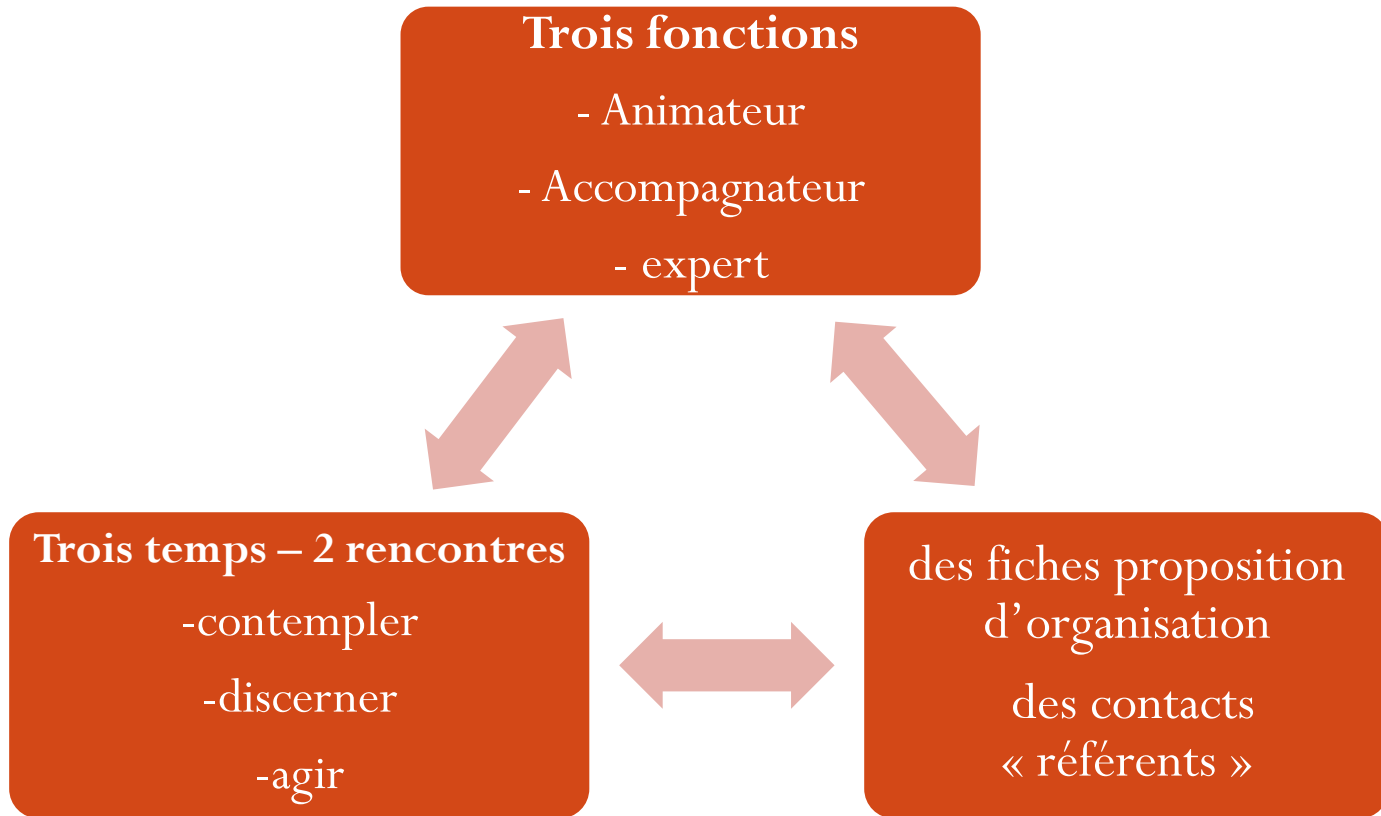 Trois fonctions
- Animateur
- Accompagnateur
- expert
Trois temps – 2 rencontres
-contempler
-discerner
-agir
des fiches proposition
d’organisation
des contacts
« référents »